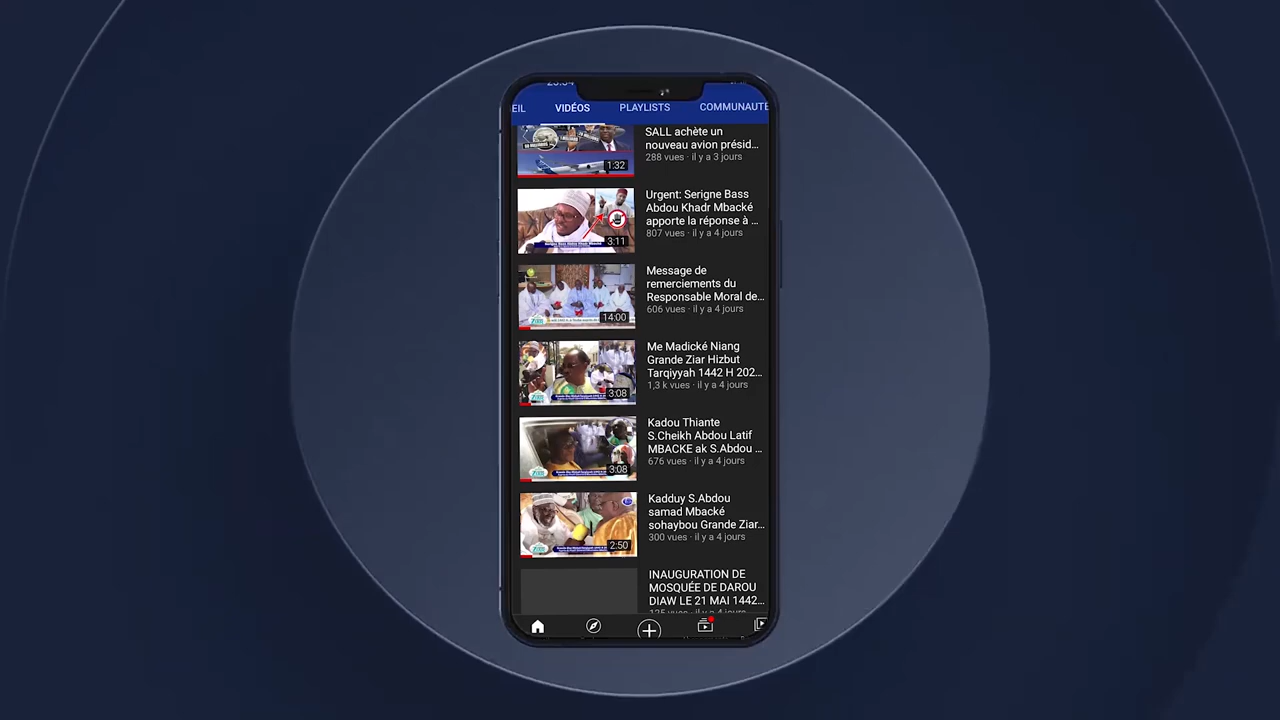 EIL VIDÉOS PLAYLISTS COMMUNAUTÉ
SALL achète un
nouveau avion présid...
288 vues · il y a 3 jours
1:32
Urgent: Serigne Bass
Abdou Khadr Mbacké
apporte la réponse à ...
807 vues · il y a 4 jours
3:11
Message de
remerciements du
Responsable Moral de...
606 vues · il y a 4 jours
14:00
Me Madické Niang
Grande Ziar Hizbut
Tarqiyyah 1442 H 202...
1,3 k vues · il y a 4 jours
3:08
Kadou Thiante
S.Cheikh Abdou Latif
MBACKE ak S.Abdou ...
676 vues · il y a 4 jours
3:08
Kadduy S.Abdou
samad Mbacké
sohaybou Grande Ziar...
300 vues · il y a 4 jours
2:50
INAUGURATION DE
MOSQUÉE DE DAROU
DIAW LE 21 MAI 1442...